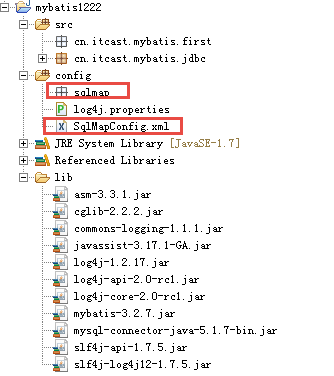 mybatis1222
src
cn.itcast.mybatis.first
cn.itcast.mybatis.jdbc
config
sqlmap
log4j.properties
SqlMapConfig.xml
JRE System Library [JavaSE-1.7]
Referenced Libraries
lib
asm-3.3.1.jar
cglib-2.2.2.jar
commons-logging-1.1.1.jar
javassist-3.17.1-GA.jar
log4j-1.2.17.jar
log4j-api-2.0-rc1.jar
log4j-core-2.0-rc1.jar
mybatis-3.2.7.jar
mysql-connector-java-5.1.7-bin.jar
slf4j-api-1.7.5.jar
slf4j-log4j12-1.7.5.jar